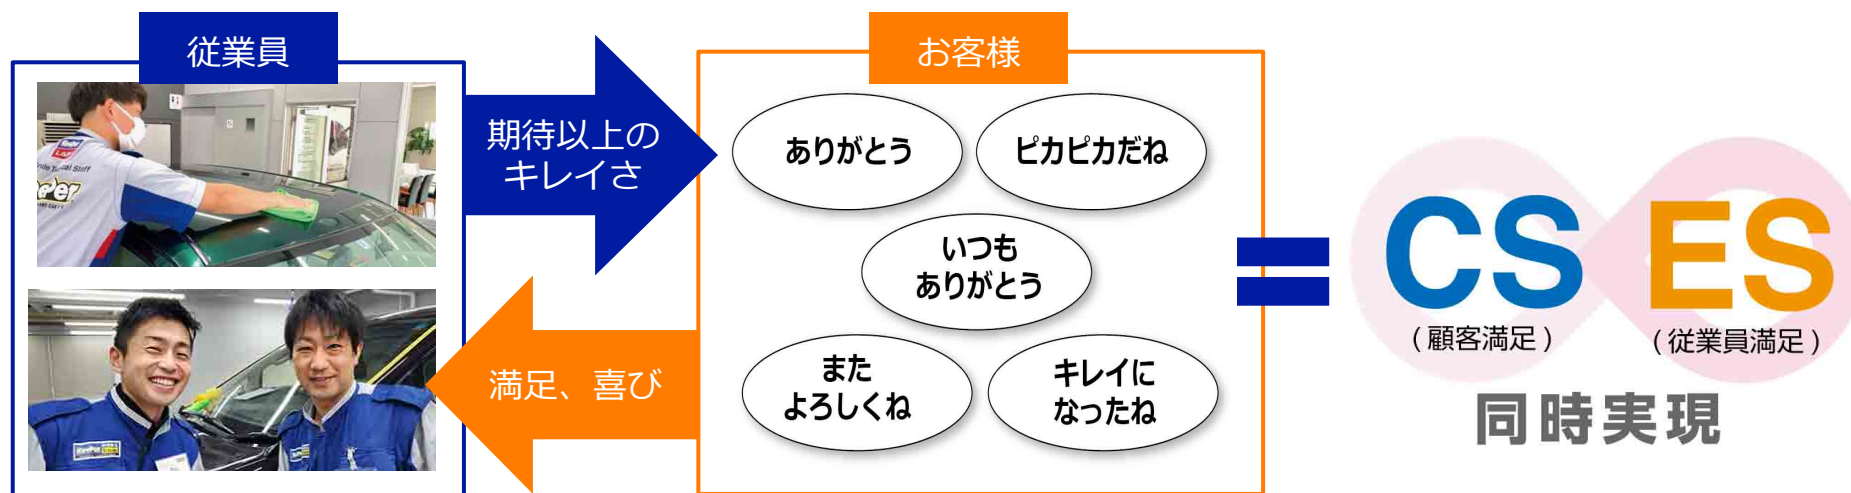 従業員
お客様
期待以上の
キレイさ
満足、喜び
ありがとう
ピカピカだね
いつも
ありがとう
また
よろしくね
キレイに
なったね
CS
(顧客満足)
ES
(従業員満足)
同時実現